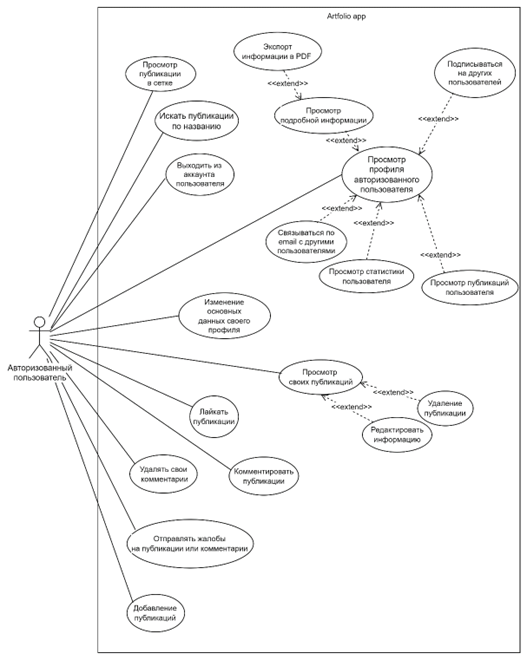 Artfolio app
Экспорт
информации в PDF
Подписываться
на других
пользователей
Просмотр
публикации
в сетке
<<extend>>
Просмотр
подробной информации
Искать публикации
по названию
<<extend>>
<<extend>>
Выходить из
аккаунта
пользователя
Просмотр
профиля
авторизованного
пользователя
<<extend>>
<<extend>>
Связываться по
email с другими
пользователями
<<extend>>
Просмотр статистики
пользователя
Просмотр публикаций
пользователя
Изменение
основных
данных своего
профиля
Авторизованный
пользователь
Просмотр
своих публикаций
<<extend>>
<<extend>>
Удаление
публикации
Лайкать
публикации
Редактировать
информацию
Удалять свои
комментарии
Комментировать
публикации
Отправлять жалобы
на публикации или комментарии
Добавление
публикаций